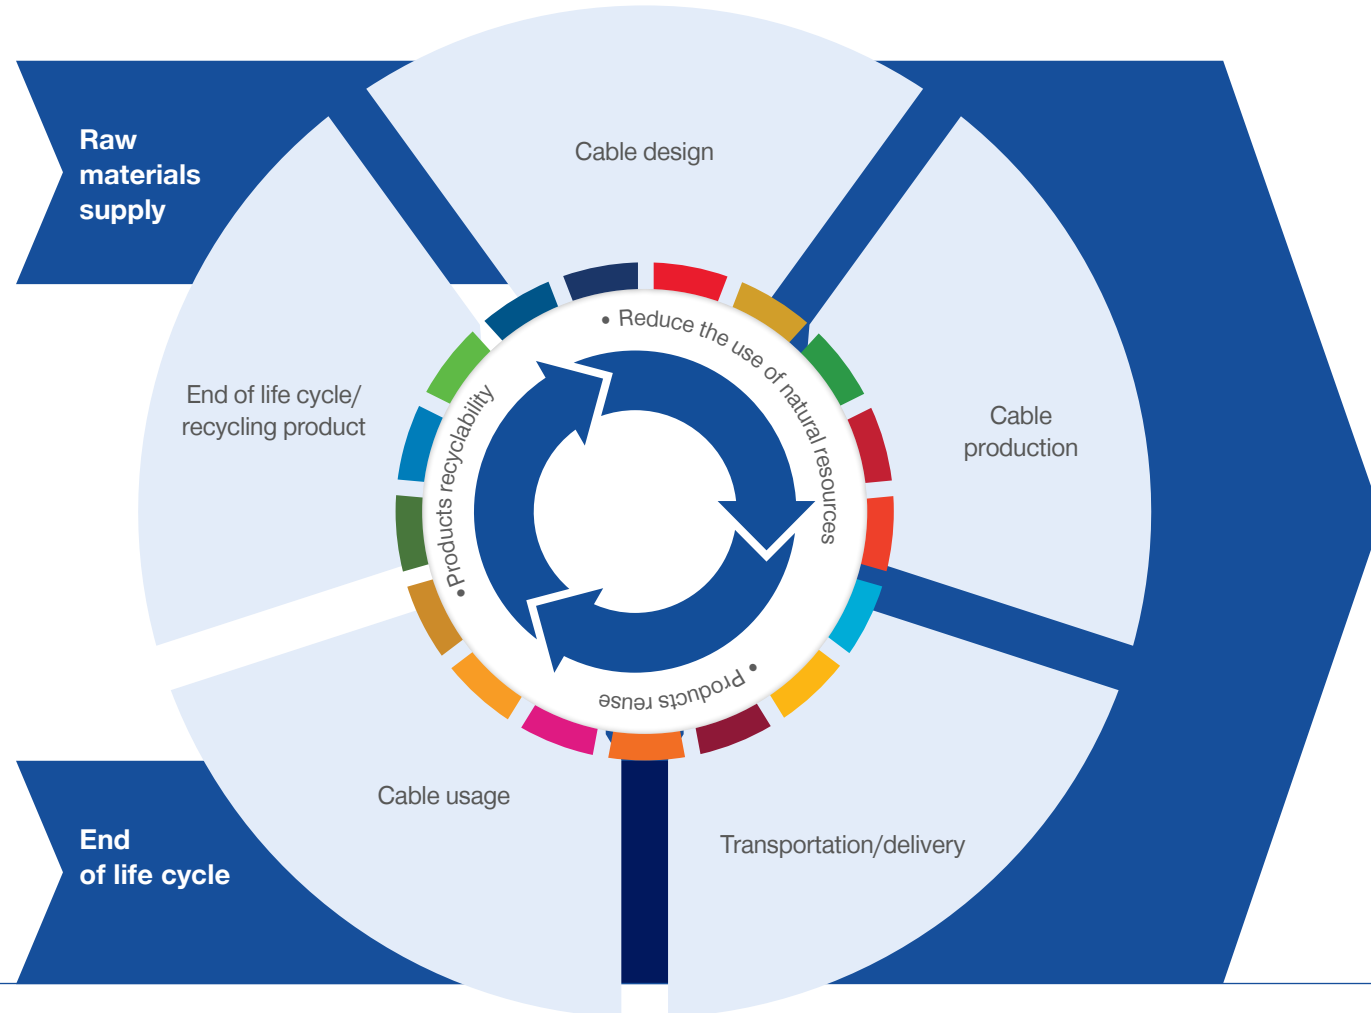 Raw
materials
supply
Cable design
Cable
production
Transportation/delivery
Cable usage
End of life cycle/
recycling product
• Reduce the use of natural resources
• Products reuse
• Products recyclability
End
of life cycle